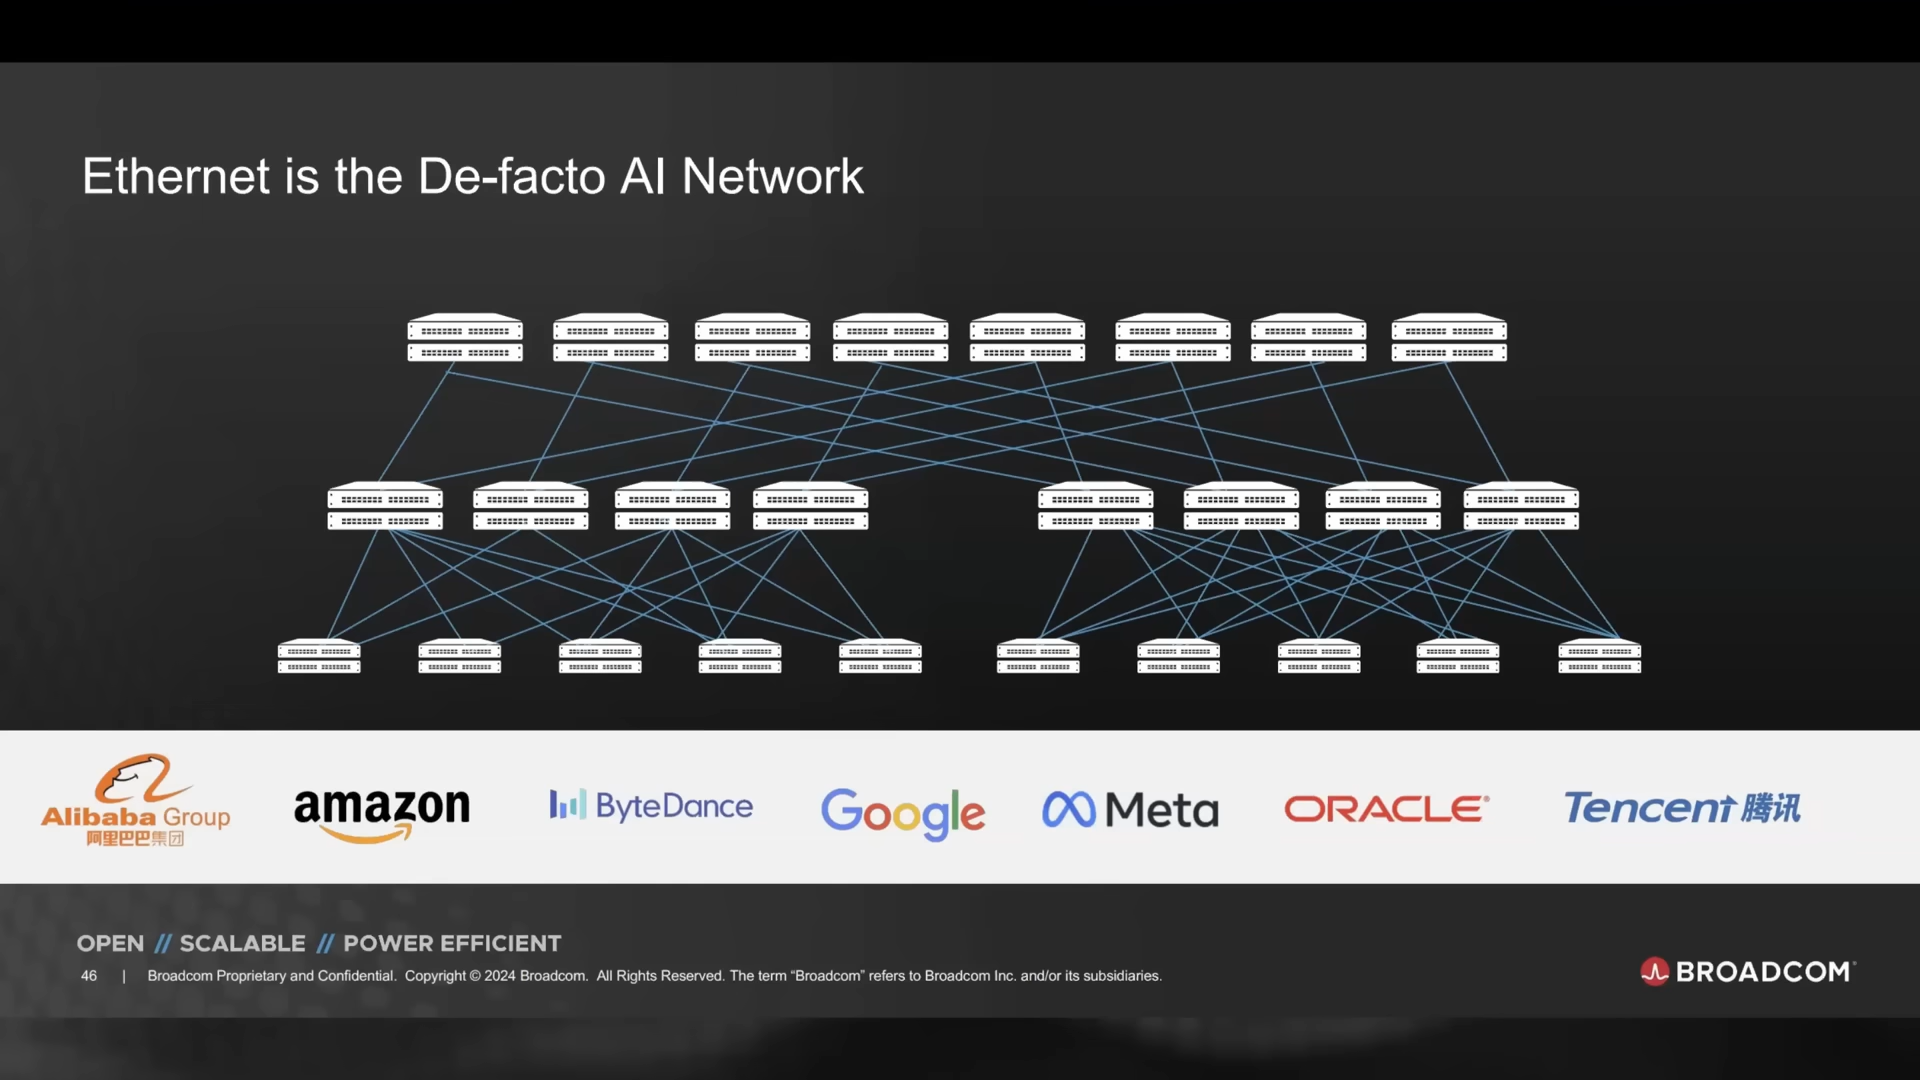 Ethernet is the De-facto AI Network
Alibaba Group
阿里巴巴集团
amazon
ByteDance
Google
Meta
ORACLE®
Tencent 腾讯
OPEN // SCALABLE // POWER EFFICIENT
46 | Broadcom Proprietary and Confidential. Copyright © 2024 Broadcom. All Rights Reserved. The term “Broadcom” refers to Broadcom Inc. and/or its subsidiaries.
BROADCOM®